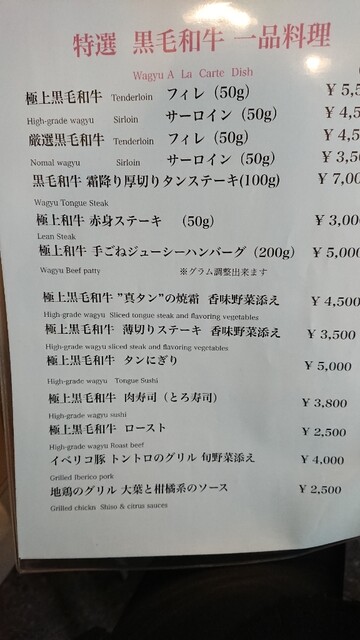 特選 黒毛和牛 一品料理
Wagyu A La Carte Dish
極上黒毛和牛 Tenderloin フィレ（50g） ¥5,5
High-grade wagyu Sirloin サーロイン（50g） ¥4,5
厳選黒毛和牛 Tenderloin フィレ（50g） ¥4,5
Nomal wagyu Sirloin サーロイン（50g） ¥3,5
黒毛和牛 霜降り厚切りタンステーキ(100g) ¥7,00
Wagyu Tongue Steak
極上和牛 赤身ステーキ （50g） ¥3,00
Lean Steak
極上和牛 手ごねジューシーハンバーグ（200g） ¥5,000
Wagyu Beef patty ※グラム調整出来ます
極上黒毛和牛 ”真タン”の焼霜 香味野菜添え ¥4,500
High-grade wagyu Sliced tongue steak and flavoring vegetables
極上黒毛和牛 薄切りステーキ 香味野菜添え ¥3,500
High-grade wagyu sliced steak and flavoring vegetables
極上黒毛和牛 タンにぎり ¥5,000
High-grade wagyu Tongue Sushi
極上黒毛和牛 肉寿司（とろ寿司） ¥3,800
High-grade wagyu sushi
極上黒毛和牛 ロースト ¥2,500
High-grade wagyu Roast beef
イベリコ豚 トントロのグリル 旬野菜添え ¥4,000
Grilled Iberico pork
地鶏のグリル 大葉と柑橘系のソース ¥2,500
Grilled chickn Shiso & citrus sauces